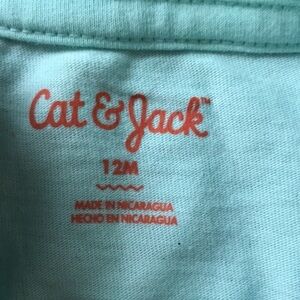 Cat & Jack™
12M
MADE IN NICARAGUA
HECHO EN NICARAGUA